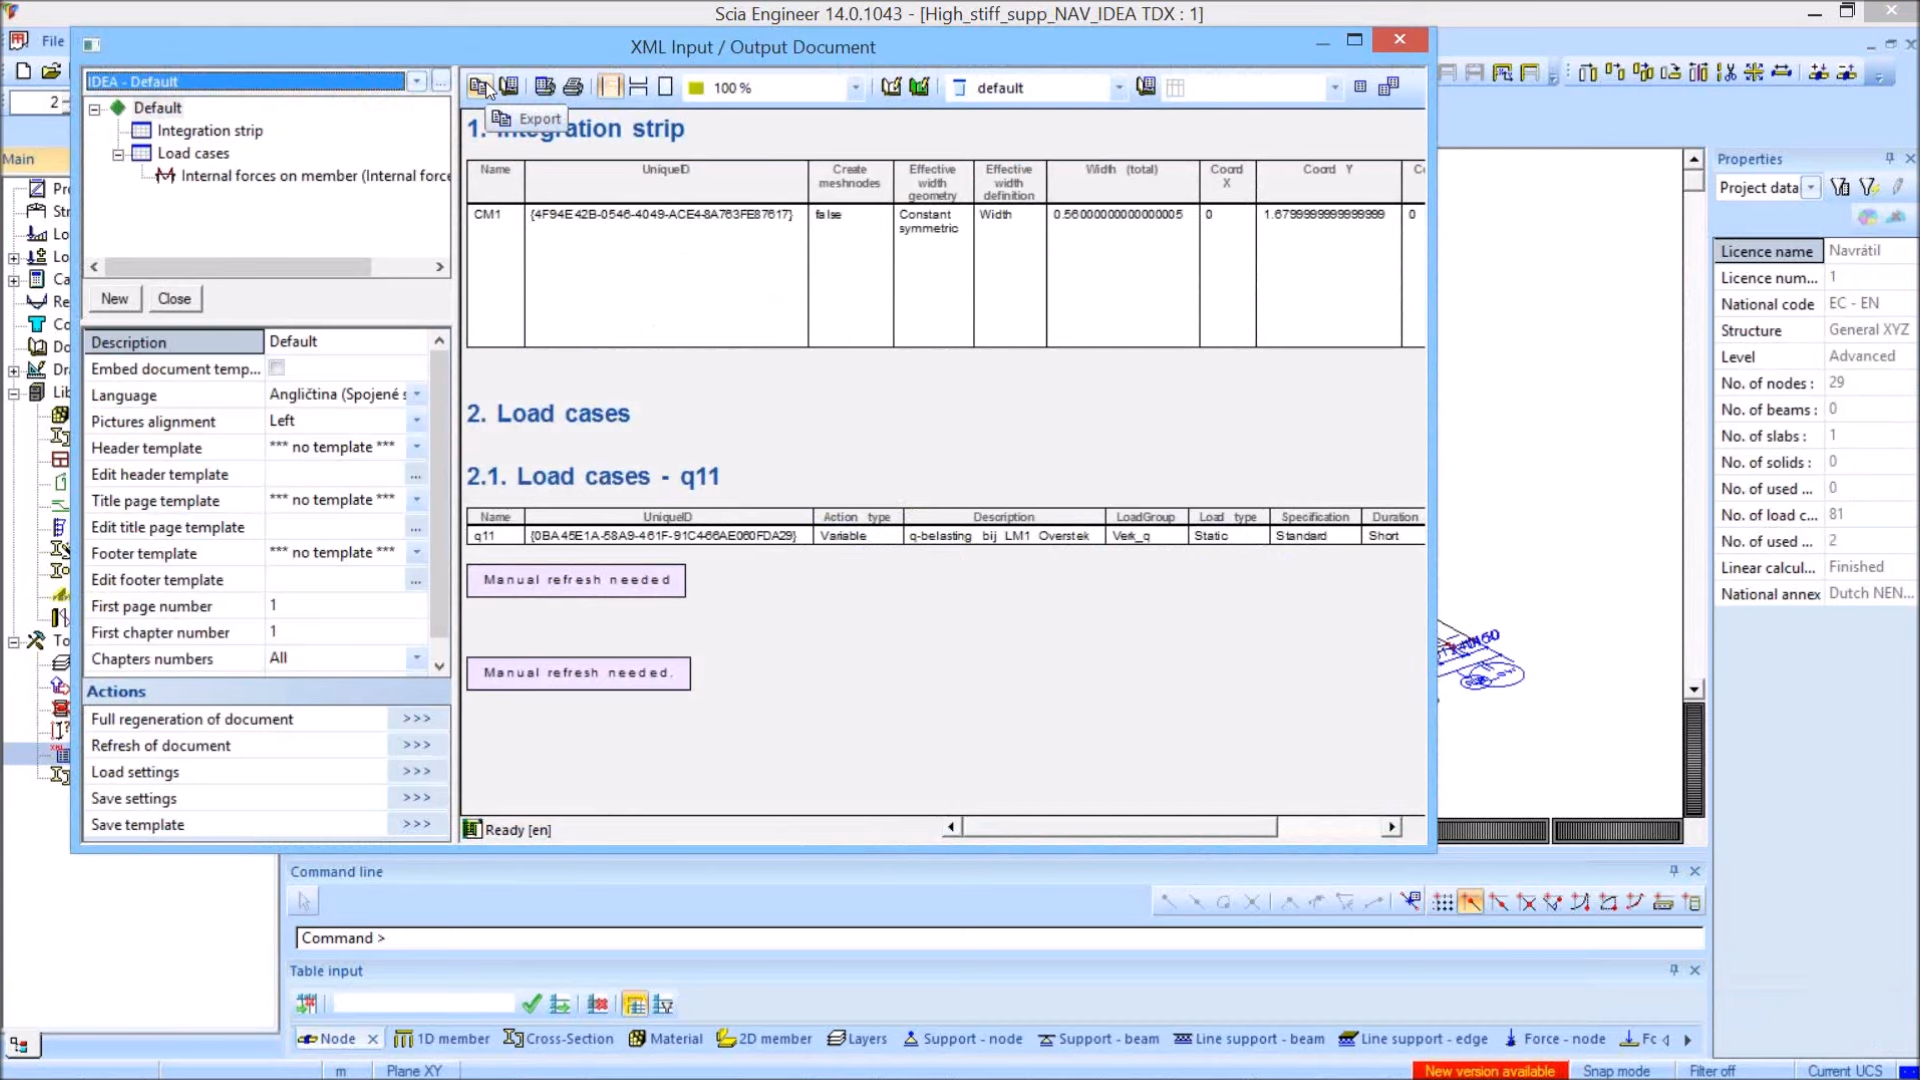 Scia Engineer 14.0.1043 - [High_stiff_supp_NAV_IDEA TDX : 1]
File
XML Input / Output Document
IDEA - Default
100 %
default
2
Export
Default
Integration strip
Load cases
Internal forces on member (Internal force
Main
New
Close
Description
Default
Embed document temp...
Language
Angličtina (Spojené s
Pictures alignment
Left
Header template
*** no template ***
Edit header template
...
Title page template
*** no template ***
Edit title page template
...
Footer template
*** no template ***
Edit footer template
...
First page number
1
First chapter number
1
Chapters numbers
All
Actions
Full regeneration of document
>>>
Refresh of document
>>>
Load settings
>>>
Save settings
>>>
Save template
>>>
1. Integration strip
Name UniqueID Create meshnodes Effective width geometry Effective width definition Width (total) Coord X Coord Y
CM1 {4F94E42B-0546-4049-ACE4-8A763FE87617} false Constant symmetric Width 0.56000000000000005 0 1.6799999999999999 0
2. Load cases
2.1. Load cases - q11
Name UniqueID Action type Description LoadGroup Load type Specification Duration
q11 {0BA45E1A-58A9-461F-91C466AE060FDA29} Variable q-belasting bij LM1 Overstek Verk_q Static Standard Short
Manual refresh needed
Manual refresh needed.
Ready [en]
Properties
Project data
Licence name
Navrátil
Licence num...
1
National code
EC - EN
Structure
General XYZ
Level
Advanced
No. of nodes :
29
No. of beams :
0
No. of slabs :
1
No. of solids :
0
No. of used ...
0
No. of load c...
81
No. of used ...
2
Linear calcul...
Finished
National annex
Dutch NEN...
Command line
Command >
Table input
Node
1D member
Cross-Section
Material
2D member
Layers
Support - node
Support - beam
Line support - beam
Line support - edge
Force - node
Fc
m
Plane XY
New version available
Snap mode
Filter off
Current UCS